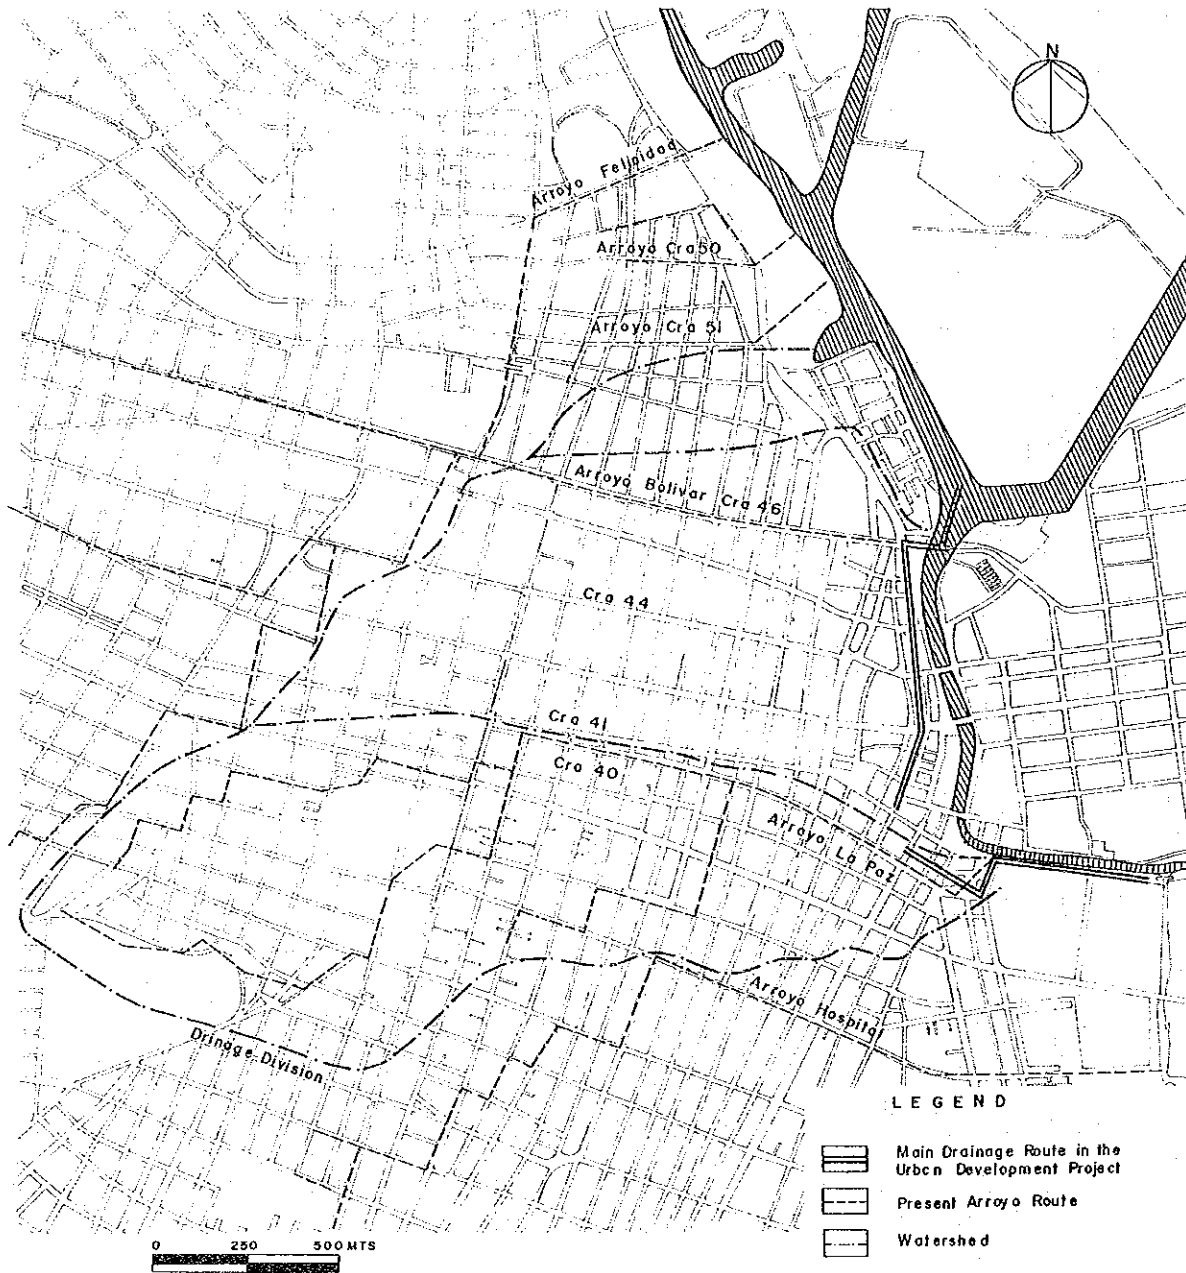 N
Arroyo Felinidad
Arroyo Cra 50
Arroyo Cra 51
Arroyo Bolivar Cra 46
Cra 44
Cra 41
Cra 40
Arroyo La Paz
Arroyo Hospital
Drinage Division
LEGEND
Main Drainage Route in the
Urban Development Project
Present Arroyo Route
Watershed
0 250 500 MTS